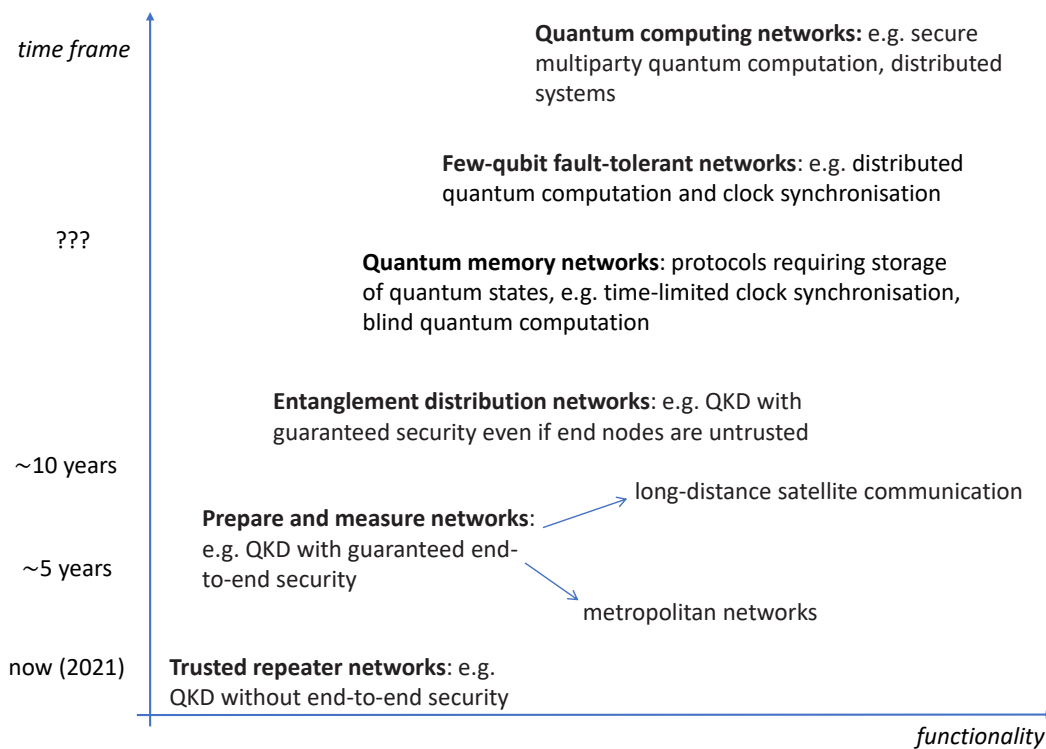 time frame
Quantum computing networks: e.g. secure
multiparty quantum computation, distributed
systems
Few-qubit fault-tolerant networks: e.g. distributed
quantum computation and clock synchronisation
???
Quantum memory networks: protocols requiring storage
of quantum states, e.g. time-limited clock synchronisation,
blind quantum computation
Entanglement distribution networks: e.g. QKD with
guaranteed security even if end nodes are untrusted
~10 years
long-distance satellite communication
Prepare and measure networks:
e.g. QKD with guaranteed end-
to-end security
~5 years
metropolitan networks
now (2021)
Trusted repeater networks: e.g.
QKD without end-to-end security
functionality